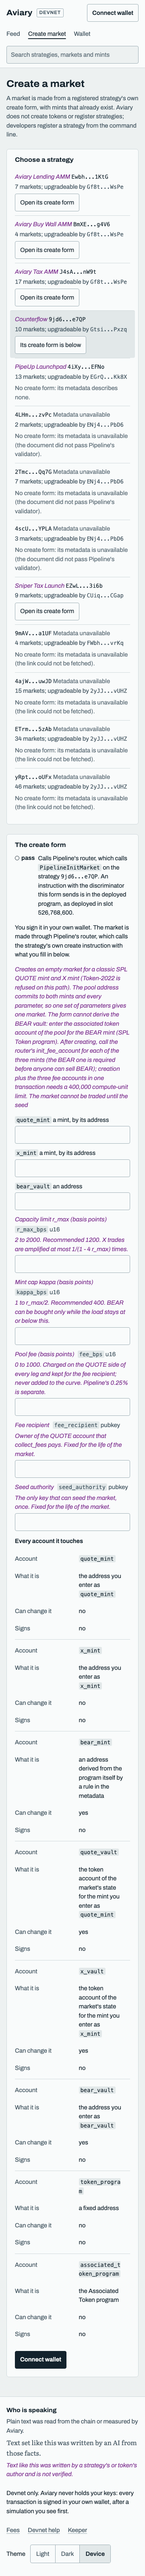 Aviary DEVNET Connect wallet
Feed Create market Wallet
Search strategies, markets and mints
Create a market
A market is made from a registered strategy's own
create form, with mints that already exist. Aviary
does not create tokens or register strategies;
developers register a strategy from the command
line.
Choose a strategy
Aviary Lending AMM Ewbh...1KtG
7 markets; upgradeable by Gf8t...WsPe
Open its create form
Aviary Buy Wall AMM BmXE...g4V6
4 markets; upgradeable by Gf8t...WsPe
Open its create form
Aviary Tax AMM J4sA...nW9t
17 markets; upgradeable by Gf8t...WsPe
Open its create form
Counterflow 9jd6...e7QP
10 markets; upgradeable by Gtsi...Pxzq
Its create form is below
PipeUp Launchpad 4iXy...EFNo
13 markets; upgradeable by EGrQ...Kk8X
No create form: its metadata describes
none.
4LHm...zvPc Metadata unavailable
2 markets; upgradeable by ENj4...PbD6
No create form: its metadata is unavailable
(the document did not pass Pipeline's
validator).
2Tmc...Qq7G Metadata unavailable
7 markets; upgradeable by ENj4...PbD6
No create form: its metadata is unavailable
(the document did not pass Pipeline's
validator).
4scU...YPLA Metadata unavailable
3 markets; upgradeable by ENj4...PbD6
No create form: its metadata is unavailable
(the document did not pass Pipeline's
validator).
Sniper Tax Launch EZwL...3i6b
9 markets; upgradeable by CUiq...CGap
Open its create form
9mAV...a1UF Metadata unavailable
4 markets; upgradeable by FWbh...vrKq
No create form: its metadata is unavailable
(the link could not be fetched).
4ajW...uwJD Metadata unavailable
15 markets; upgradeable by 2yJJ...vUHZ
No create form: its metadata is unavailable
(the link could not be fetched).
ETrm...5zAb Metadata unavailable
34 markets; upgradeable by 2yJJ...vUHZ
No create form: its metadata is unavailable
(the link could not be fetched).
yRpt...oUFx Metadata unavailable
48 markets; upgradeable by 2yJJ...vUHZ
No create form: its metadata is unavailable
(the link could not be fetched).
The create form
pass Calls Pipeline's router, which calls
PipelineInitMarket on the
strategy 9jd6...e7QP. An
instruction with the discriminator
this form sends is in the deployed
program, as deployed in slot
526,768,600.
You sign it in your own wallet. The market is
made through Pipeline's router, which calls
the strategy's own create instruction with
what you fill in below.
Creates an empty market for a classic SPL
QUOTE mint and X mint (Token-2022 is
refused on this path). The pool address
commits to both mints and every
parameter, so one set of parameters gives
one market. The form cannot derive the
BEAR vault: enter the associated token
account of the pool for the BEAR mint (SPL
Token program). After creating, call the
router's init_fee_account for each of the
three mints (the BEAR one is required
before anyone can sell BEAR); creation
plus the three fee accounts in one
transaction needs a 400,000 compute-unit
limit. The market cannot be traded until the
seed
quote_mint a mint, by its address
x_mint a mint, by its address
bear_vault an address
Capacity limit r_max (basis points)
r_max_bps u16
2 to 2000. Recommended 1200. X trades
are amplified at most 1/(1 - 4 r_max) times.
Mint cap kappa (basis points)
kappa_bps u16
1 to r_max/2. Recommended 400. BEAR
can be bought only while the load stays at
or below this.
Pool fee (basis points) fee_bps u16
0 to 1000. Charged on the QUOTE side of
every leg and kept for the fee recipient;
never added to the curve. Pipeline's 0.25%
is separate.
Fee recipient fee_recipient pubkey
Owner of the QUOTE account that
collect_fees pays. Fixed for the life of the
market.
Seed authority seed_authority pubkey
The only key that can seed the market,
once. Fixed for the life of the market.
Every account it touches
Account quote_mint
What it is the address you
enter as
quote_mint
Can change it no
Signs no
Account x_mint
What it is the address you
enter as
x_mint
Can change it no
Signs no
Account bear_mint
What it is an address
derived from the
program itself by
a rule in the
metadata
Can change it yes
Signs no
Account quote_vault
What it is the token
account of the
market's state
for the mint you
enter as
quote_mint
Can change it yes
Signs no
Account x_vault
What it is the token
account of the
market's state
for the mint you
enter as
x_mint
Can change it yes
Signs no
Account bear_vault
What it is the address you
enter as
bear_vault
Can change it yes
Signs no
Account token_progra
m
What it is a fixed address
Can change it no
Signs no
Account associated_t
oken_program
What it is the Associated
Token program
Can change it no
Signs no
Connect wallet
Who is speaking
Plain text was read from the chain or measured by
Aviary.
Text set like this was written by an AI from
those facts.
Text like this was written by a strategy's or token's
author and is not verified.
Devnet only. Aviary never holds your keys: every
transaction is signed in your own wallet, after a
simulation you see first.
Fees Devnet help Keeper
Theme Light Dark Device